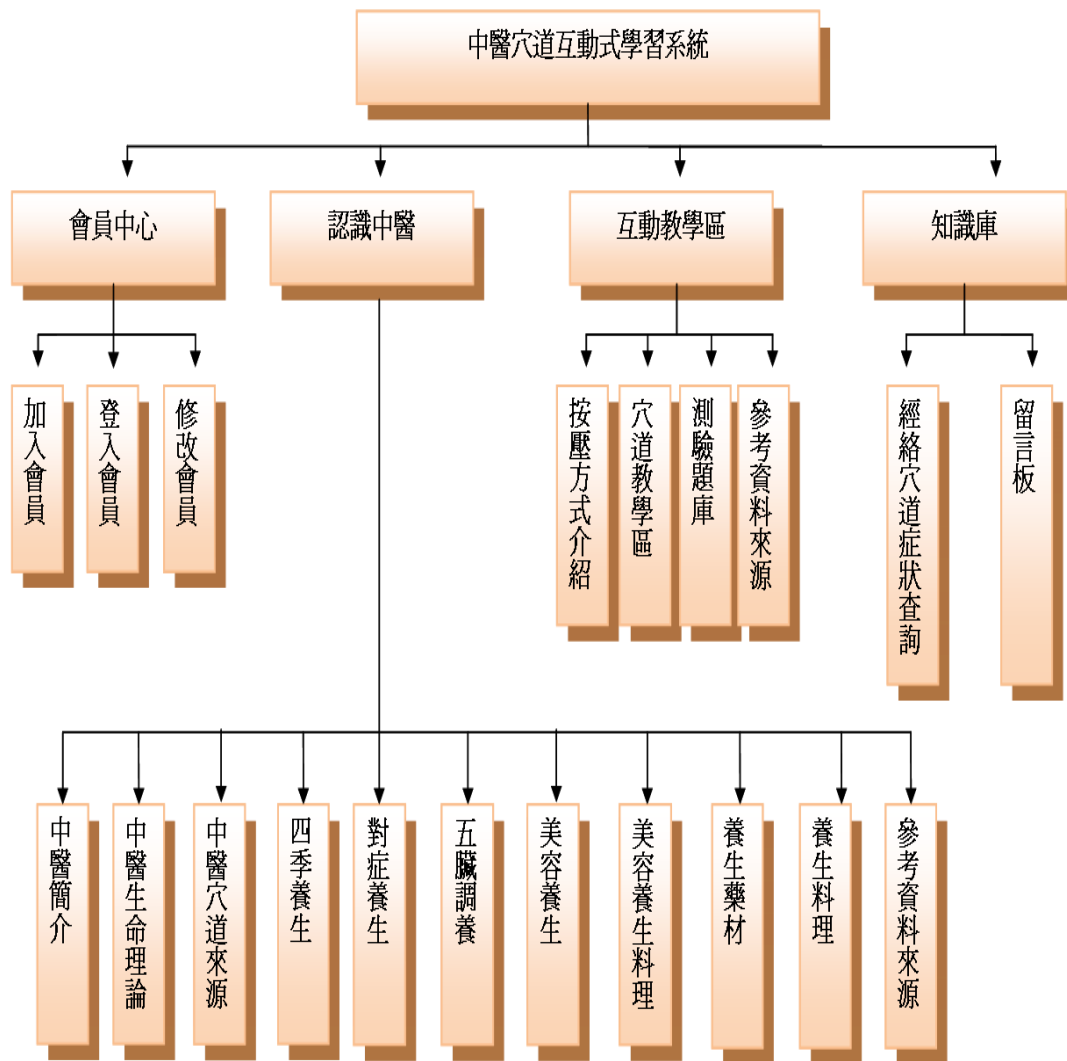 中醫穴道互動式學習系統
會員中心
認識中醫
互動教學區
知識庫
加入會員
登入會員
修改會員
按壓方式介紹
穴道教學區
測驗題庫
參考資料來源
經絡穴道症狀查詢
留言板
中醫簡介
中醫生命理論
中醫穴道來源
四季養生
對症養生
五臟調養
美容養生
美容養生料理
養生藥材
養生料理
參考資料來源